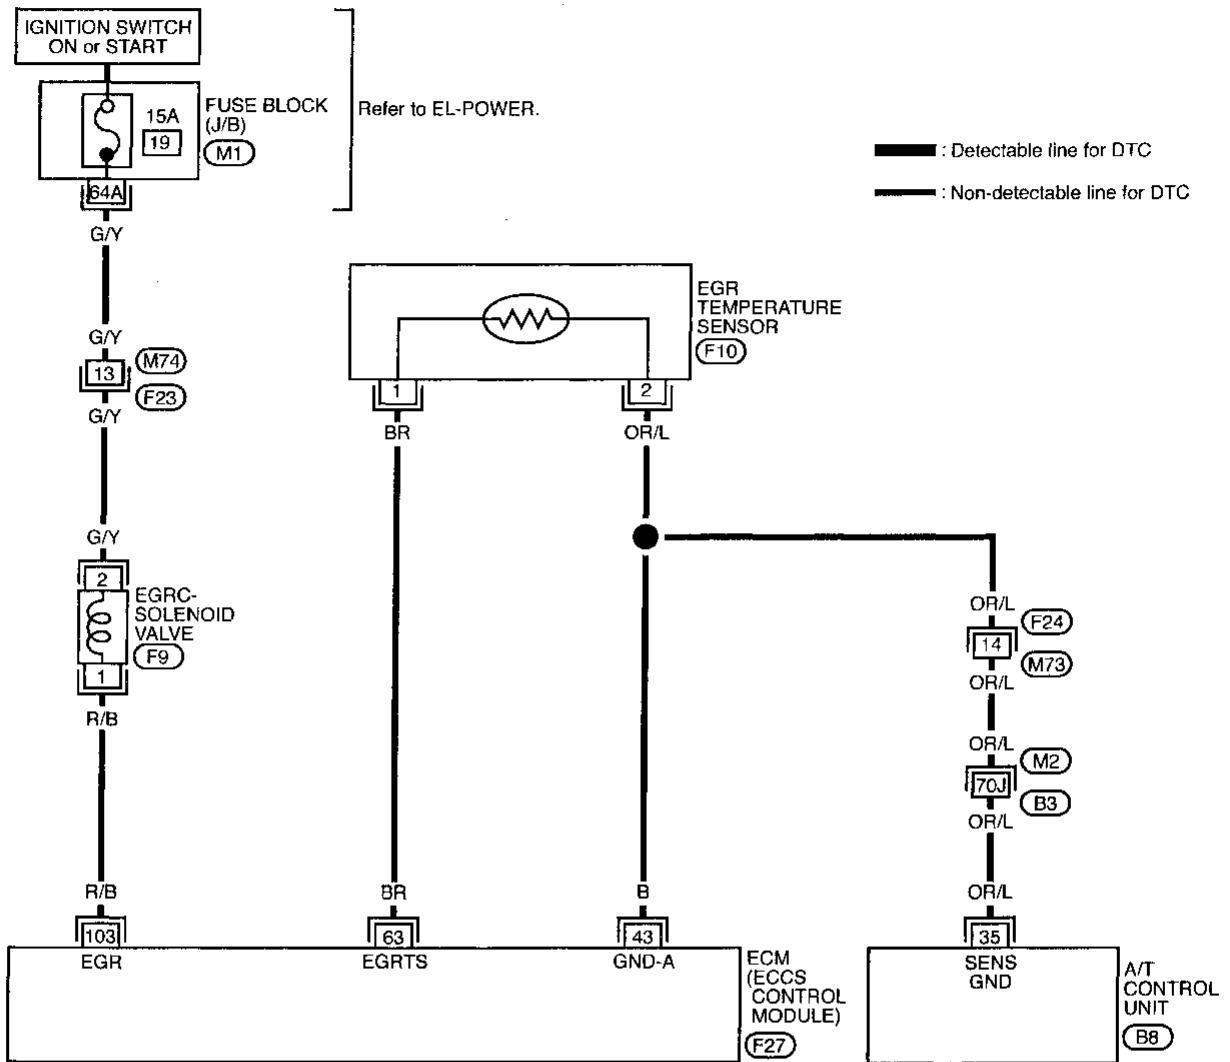 IGNITION SWITCH
ON or START
15A
19
FUSE BLOCK
(J/B)
M1
64A
Refer to EL-POWER.
: Detectable line for DTC
: Non-detectable line for DTC
G/Y
G/Y
13
M74
F23
G/Y
G/Y
2
EGRC-
SOLENOID
VALVE
F9
1
R/B
R/B
103
EGR
EGR
TEMPERATURE
SENSOR
F10
1
2
BR
OR/L
BR
B
63
43
EGRTS
GND-A
ECM
(ECCS
CONTROL
MODULE)
F27
OR/L
F24
14
M73
OR/L
OR/L
M2
70J
B3
OR/L
OR/L
35
SENS
GND
A/T
CONTROL
UNIT
B8